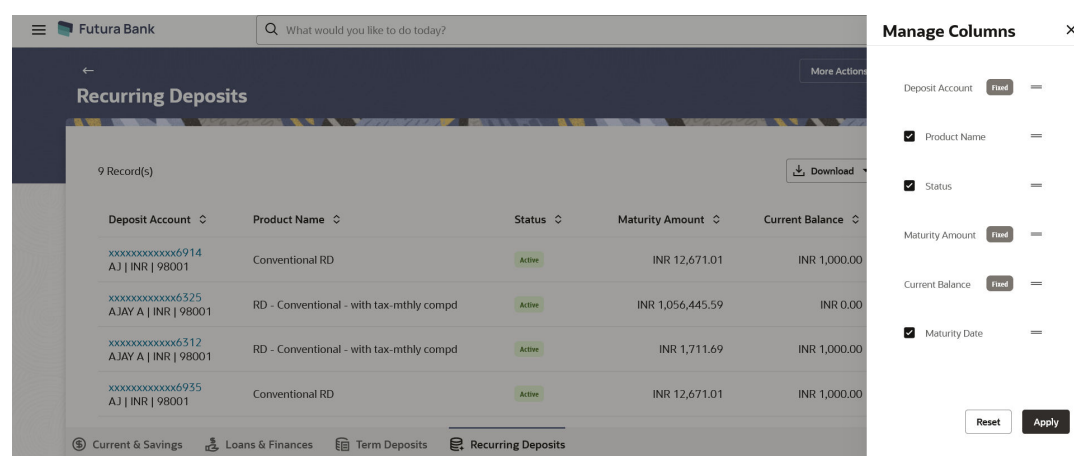 Futura Bank
What would you like to do today?
More Actions
Recurring Deposits
9 Record(s)
Download
Deposit Account Product Name Status Maturity Amount Current Balance
xxxxxxxxxxxx6914
AJ | INR | 98001
Conventional RD Active INR 12,671.01 INR 1,000.00
xxxxxxxxxxxx6325
AJAY A | INR | 98001
RD - Conventional - with tax-mthly compd Active INR 1,056,445.59 INR 0.00
xxxxxxxxxxxx6312
AJAY A | INR | 98001
RD - Conventional - with tax-mthly compd Active INR 1,711.69 INR 1,000.00
xxxxxxxxxxxx6935
AJ | INR | 98001
Conventional RD Active INR 12,671.01 INR 1,000.00
Current & Savings Loans & Finances Term Deposits Recurring Deposits
Manage Columns
Deposit Account Fixed
Product Name
Status
Maturity Amount Fixed
Current Balance Fixed
Maturity Date
Reset Apply